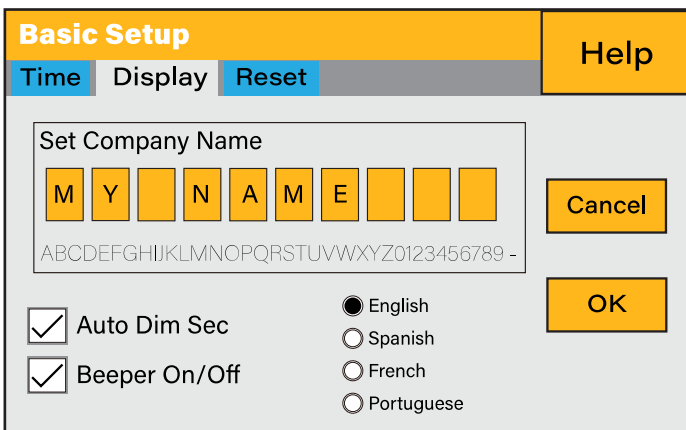 Basic Setup
Help
Time Display Reset
Set Company Name
M Y N A M E
ABCDEFGHIJKLMNOPQRSTUVWXYZ0123456789 -
Cancel
OK
Auto Dim Sec
Beeper On/Off
English
Spanish
French
Portuguese